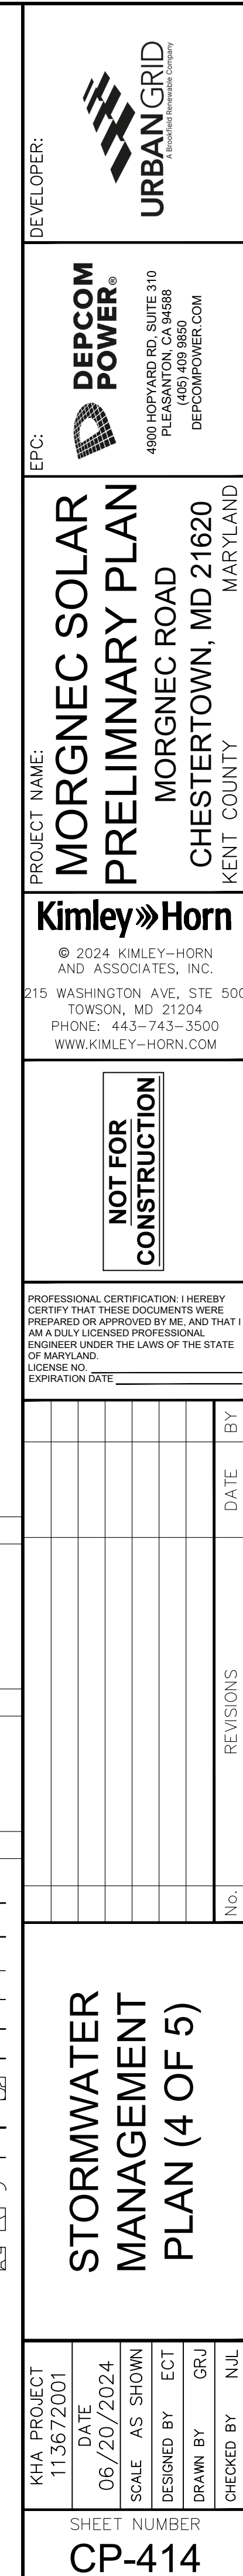 DEVELOPER:
URBAN GRID
A Brookfield Renewable Company
EPC:
DEPCOM
POWER®
4900 HOPYARD RD, SUITE 310
PLEASANTON, CA 94588
(405) 409 9850
DEPCOMPOWER.COM
PROJECT NAME:
MORGNEC SOLAR
PRELIMNARY PLAN
MORGNEC ROAD
CHESTERTOWN, MD 21620
KENT COUNTY MARYLAND
Kimley»Horn
© 2024 KIMLEY-HORN
AND ASSOCIATES, INC.
215 WASHINGTON AVE, STE 500
TOWSON, MD 21204
PHONE: 443-743-3500
WWW.KIMLEY-HORN.COM
NOT FOR
CONSTRUCTION
PROFESSIONAL CERTIFICATION: I HEREBY
CERTIFY THAT THESE DOCUMENTS WERE
PREPARED OR APPROVED BY ME, AND THAT I
AM A DULY LICENSED PROFESSIONAL
ENGINEER UNDER THE LAWS OF THE STATE
OF MARYLAND.
LICENSE NO.
EXPIRATION DATE
No. REVISIONS DATE BY
STORMWATER
MANAGEMENT
PLAN (4 OF 5)
KHA PROJECT
113672001
DATE
06/20/2024
SCALE AS SHOWN
DESIGNED BY ECT
DRAWN BY GRJ
CHECKED BY NJL
SHEET NUMBER
CP-414